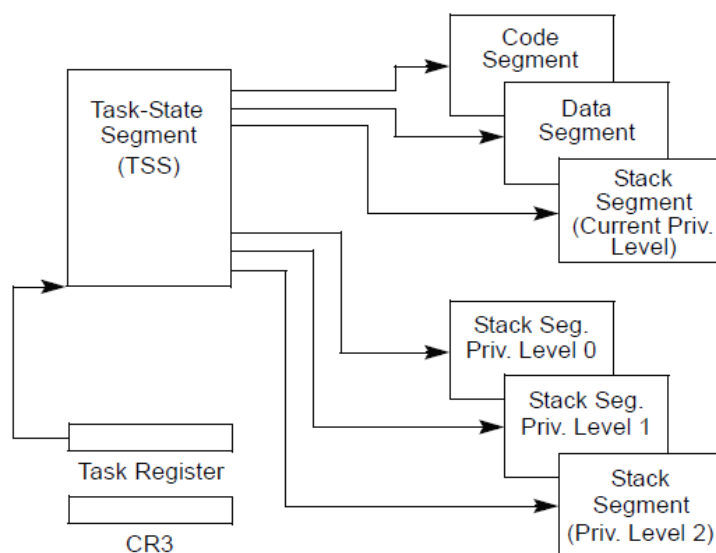 Code
Segment
Task-State
Segment
(TSS)
Data
Segment
Stack
Segment
(Current Priv.
Level)
Stack Seg.
Priv. Level 0
Stack Seg.
Priv. Level 1
Task Register
Stack
Segment
(Priv. Level 2)
CR3